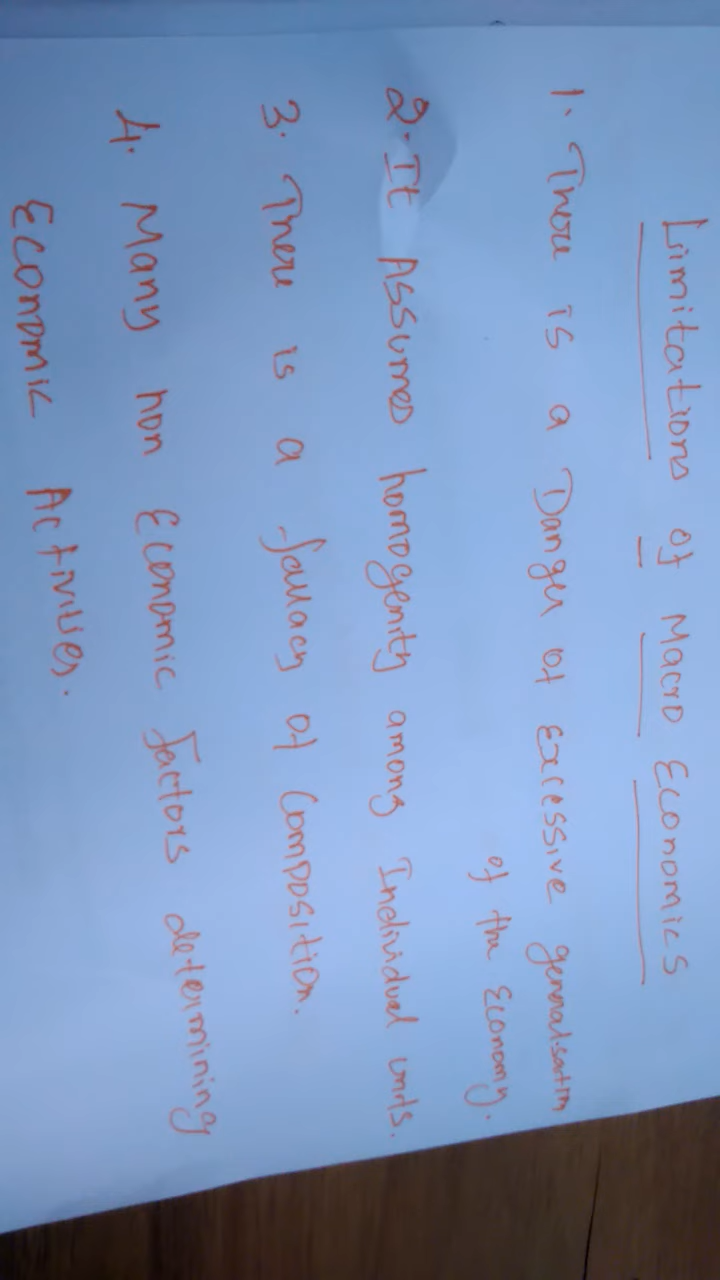 Limitations of Macro Economics
1. There is a Danger of Excessive generalisation
of the Economy.
2. It Assumes homogenity among Individual units.
3. There is a fallacy of Composition.
4. Many non Economic factors determining
Economic Activities.